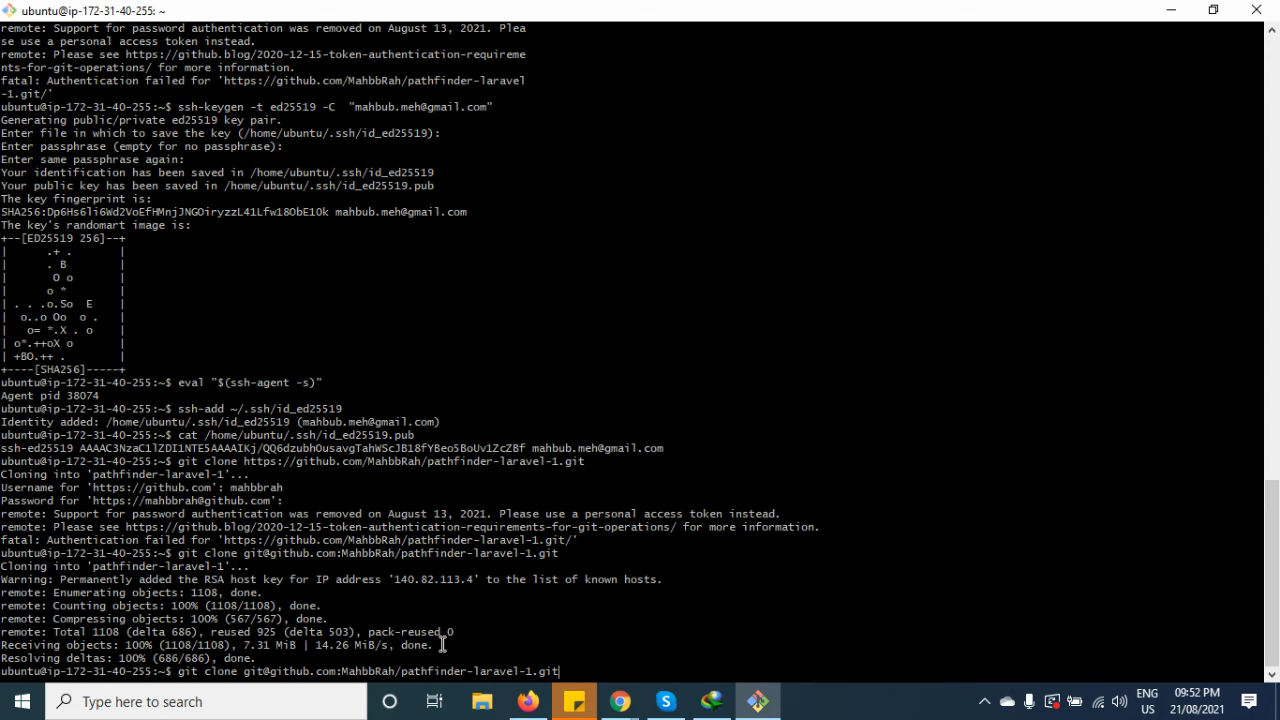 ubuntu@ip-172-31-40-255: ~
remote: Support for password authentication was removed on August 13, 2021. Plea
se use a personal access token instead.
remote: Please see https://github.blog/2020-12-15-token-authentication-requireme
nts-for-git-operations/ for more information.
fatal: Authentication failed for 'https://github.com/MahbbRah/pathfinder-laravel
-1.git/'
ubuntu@ip-172-31-40-255:~$ ssh-keygen -t ed25519 -C  "mahbub.meh@gmail.com"
Generating public/private ed25519 key pair.
Enter file in which to save the key (/home/ubuntu/.ssh/id_ed25519):
Enter passphrase (empty for no passphrase):
Enter same passphrase again:
Your identification has been saved in /home/ubuntu/.ssh/id_ed25519
Your public key has been saved in /home/ubuntu/.ssh/id_ed25519.pub
The key fingerprint is:
SHA256:Dp6Hs6li6Wd2VoEfHMnjJNGOiryzzL41Lfw18ObE1Ok mahbub.meh@gmail.com
The key's randomart image is:
+--[ED25519 256]--+
|      .+ .       |
|      . B        |
|       O o       |
|      o *        |
| . . .o.So  E    |
|  o..o Oo  o .   |
|   o= *.X . o    |
| o*.++oX o       |
| +BO.++ .        |
+----[SHA256]-----+
ubuntu@ip-172-31-40-255:~$ eval "$(ssh-agent -s)"
Agent pid 38074
ubuntu@ip-172-31-40-255:~$ ssh-add ~/.ssh/id_ed25519
Identity added: /home/ubuntu/.ssh/id_ed25519 (mahbub.meh@gmail.com)
ubuntu@ip-172-31-40-255:~$ cat /home/ubuntu/.ssh/id_ed25519.pub
ssh-ed25519 AAAAC3NzaC1lZDI1NTE5AAAAIKj/QQ6dzubhOusavgTahWScJB18fYBeo5BoUv1ZcZBf mahbub.meh@gmail.com
ubuntu@ip-172-31-40-255:~$ git clone https://github.com/MahbbRah/pathfinder-laravel-1.git
Cloning into 'pathfinder-laravel-1'...
Username for 'https://github.com': mahbbrah
Password for 'https://mahbbrah@github.com':
remote: Support for password authentication was removed on August 13, 2021. Please use a personal access token instead.
remote: Please see https://github.blog/2020-12-15-token-authentication-requirements-for-git-operations/ for more information.
fatal: Authentication failed for 'https://github.com/MahbbRah/pathfinder-laravel-1.git/'
ubuntu@ip-172-31-40-255:~$ git clone git@github.com:MahbbRah/pathfinder-laravel-1.git
Cloning into 'pathfinder-laravel-1'...
Warning: Permanently added the RSA host key for IP address '140.82.113.4' to the list of known hosts.
remote: Enumerating objects: 1108, done.
remote: Counting objects: 100% (1108/1108), done.
remote: Compressing objects: 100% (567/567), done.
remote: Total 1108 (delta 686), reused 925 (delta 503), pack-reused 0
Receiving objects: 100% (1108/1108), 7.31 MiB | 14.26 MiB/s, done.
Resolving deltas: 100% (686/686), done.
ubuntu@ip-172-31-40-255:~$ git clone git@github.com:MahbbRah/pathfinder-laravel-1.git
Type here to search
ENG
US
09:52 PM
21/08/2021